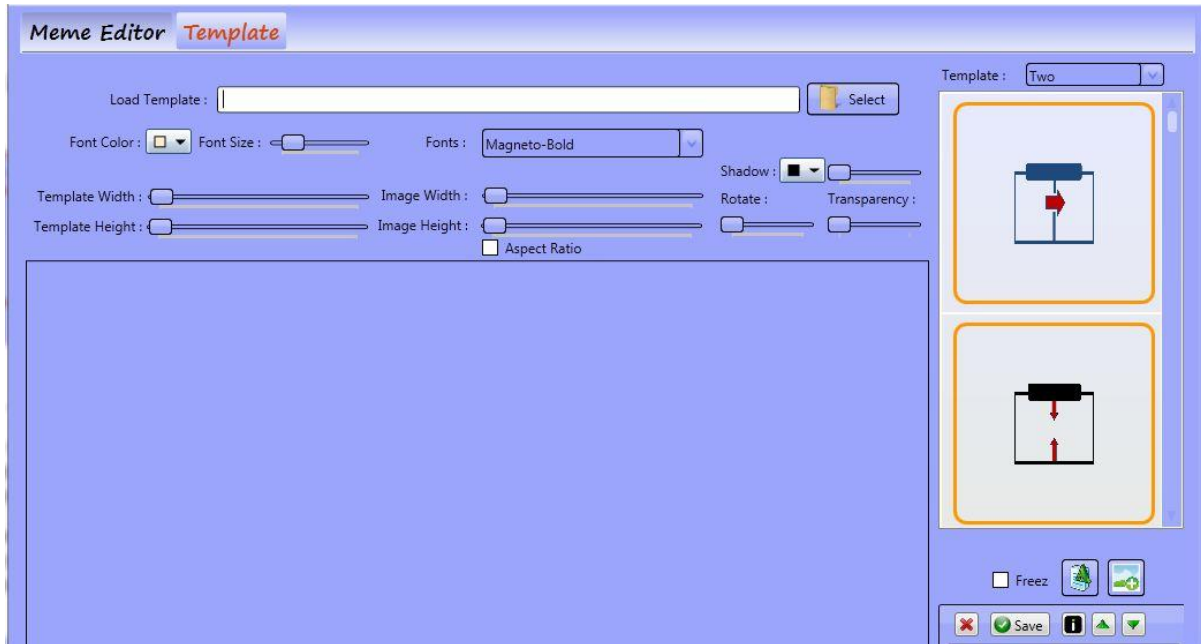 Meme Editor Template
Template : Two
Load Template : Select
Font Color : Font Size : Fonts : Magneto-Bold
Shadow :
Template Width : Image Width : Rotate : Transparency :
Template Height : Image Height :
Aspect Ratio
Freez
Save